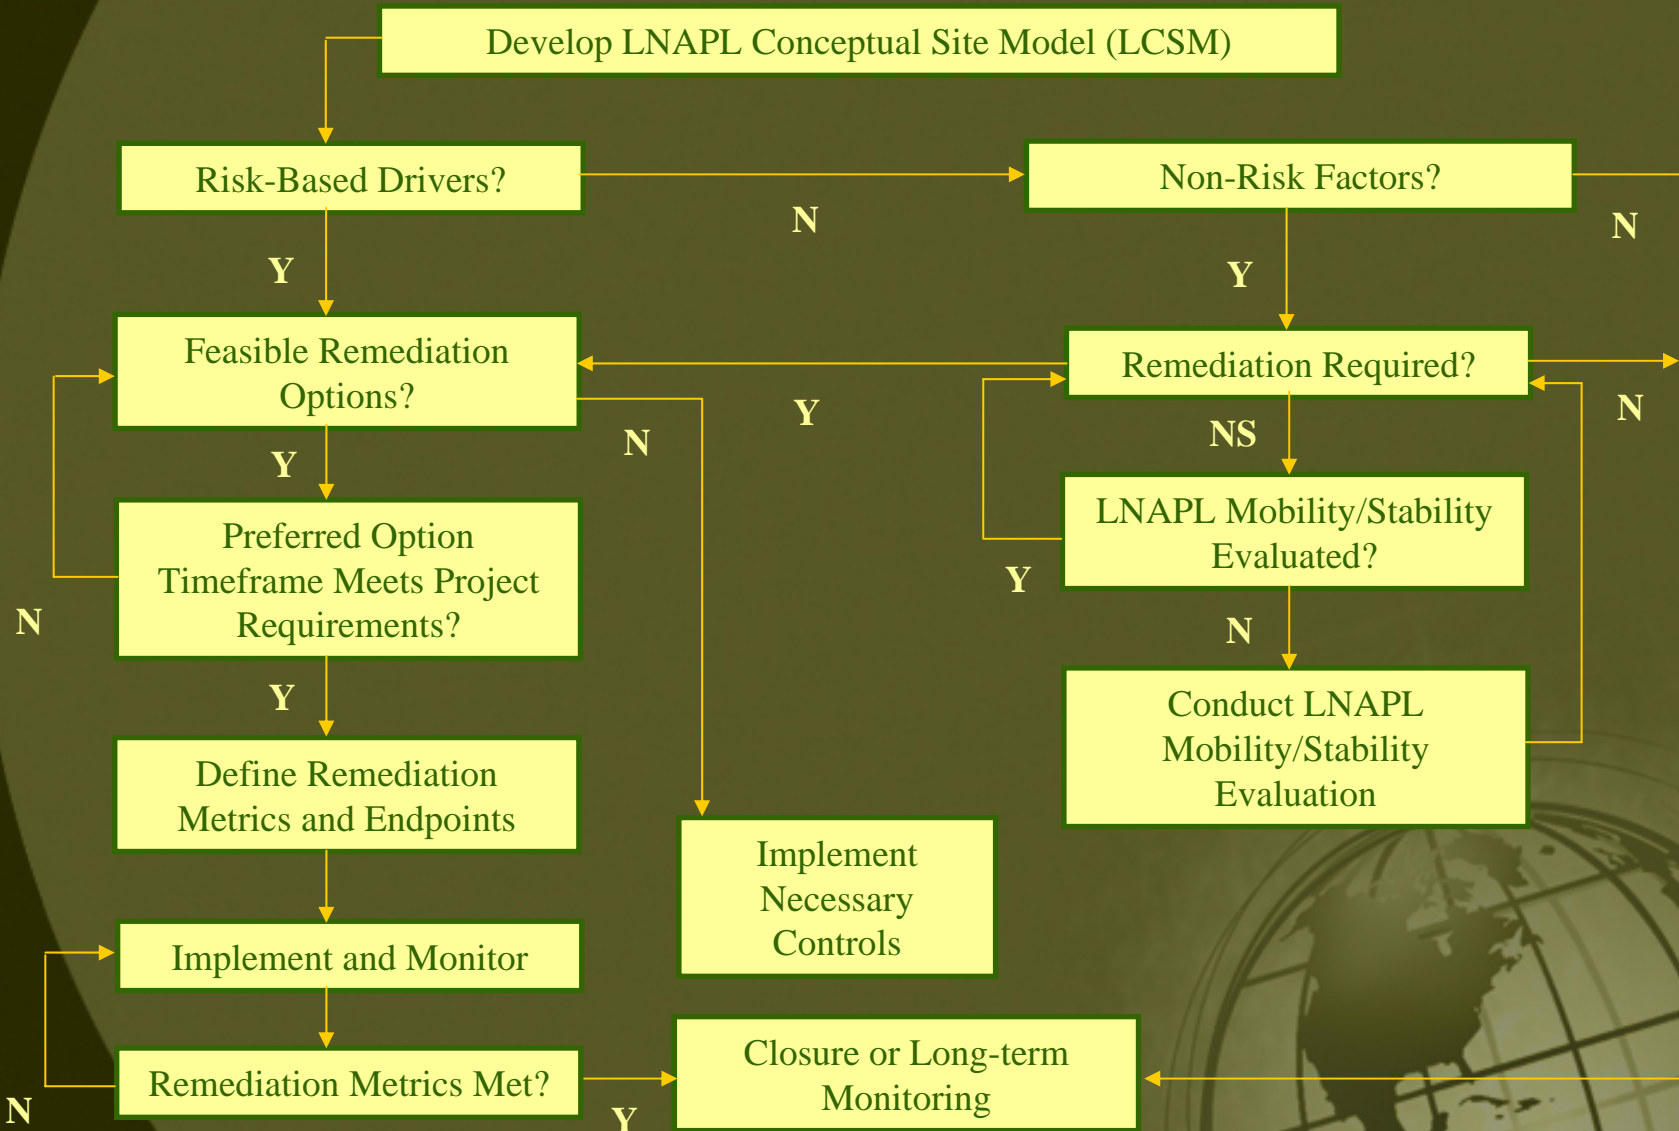 Develop LNAPL Conceptual Site Model (LCSM)
Risk-Based Drivers?
N
Non-Risk Factors?
N
Y
Y
Feasible Remediation
Options?
Y
Remediation Required?
N
N
Y
NS
Preferred Option
Timeframe Meets Project
Requirements?
N
LNAPL Mobility/Stability
Evaluated?
Y
N
Y
Conduct LNAPL
Mobility/Stability
Evaluation
Define Remediation
Metrics and Endpoints
Implement
Necessary
Controls
Implement and Monitor
Remediation Metrics Met?
N
Y
Closure or Long-term
Monitoring